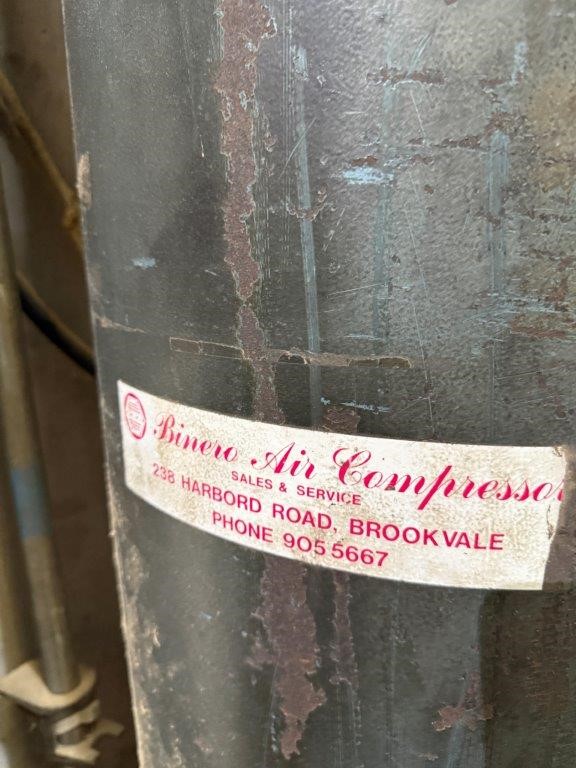 Binero Air Compressor
SALES & SERVICE
238 HARBORD ROAD, BROOKVALE
PHONE 905 5667